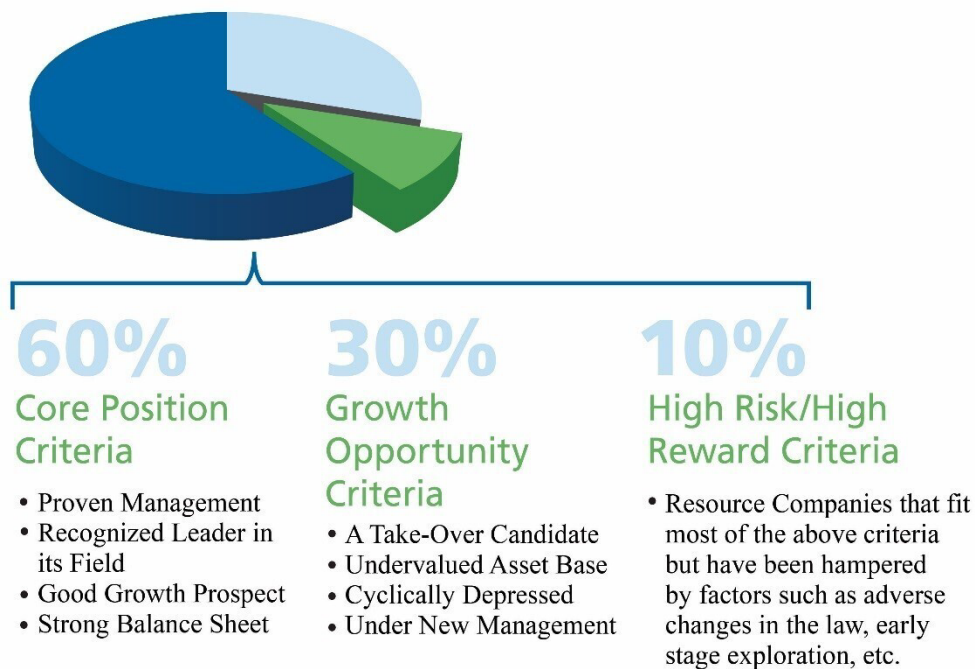 60%
Core Position
Criteria
• Proven Management
• Recognized Leader in
its Field
• Good Growth Prospect
• Strong Balance Sheet
30%
Growth
Opportunity
Criteria
• A Take-Over Candidate
• Undervalued Asset Base
• Cyclically Depressed
• Under New Management
10%
High Risk/High
Reward Criteria
• Resource Companies that fit
most of the above criteria
but have been hampered
by factors such as adverse
changes in the law, early
stage exploration, etc.